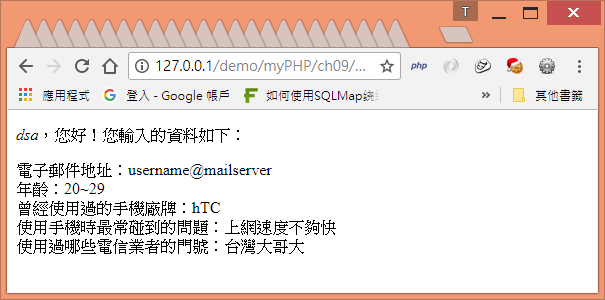 T
127.0.0.1/demo/myPHP/ch09/...
php
應用程式
登入 - Google 帳戶
如何使用SQLMap
»
其他書籤
dsa，您好！您輸入的資料如下：
電子郵件地址：username@mailserver
年齡：20~29
曾經使用過的手機廠牌：hTC
使用手機時最常碰到的問題：上網速度不夠快
使用過哪些電信業者的門號：台灣大哥大